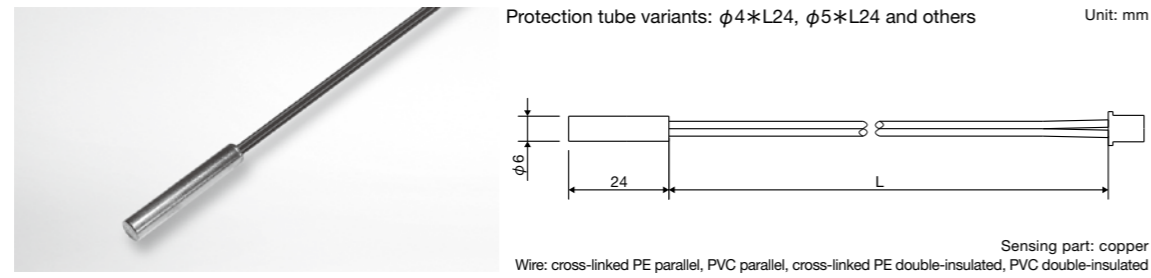 Protection tube variants: φ4＊L24, φ5＊L24 and others
Unit: mm
φ6
24
L
Sensing part: copper
Wire: cross-linked PE parallel, PVC parallel, cross-linked PE double-insulated, PVC double-insulated